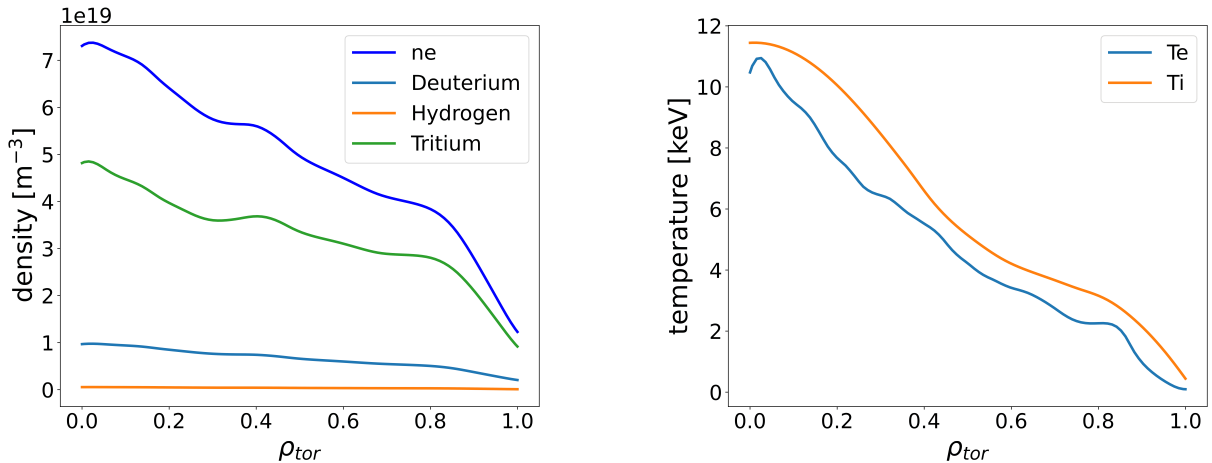 1e19
density [m⁻³]
7
6
5
4
3
2
1
0
ne
Deuterium
Hydrogen
Tritium
0.0 0.2 0.4 0.6 0.8 1.0
ρtor
temperature [keV]
12
10
8
6
4
2
0
Te
Ti
0.0 0.2 0.4 0.6 0.8 1.0
ρtor